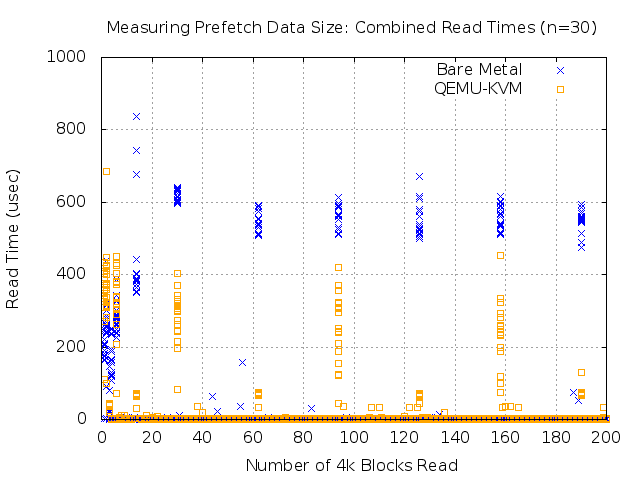 Measuring Prefetch Data Size: Combined Read Times (n=30)
1000
800
600
400
200
0
Read Time (usec)
Bare Metal
QEMU-KVM
0 20 40 60 80 100 120 140 160 180 200
Number of 4k Blocks Read